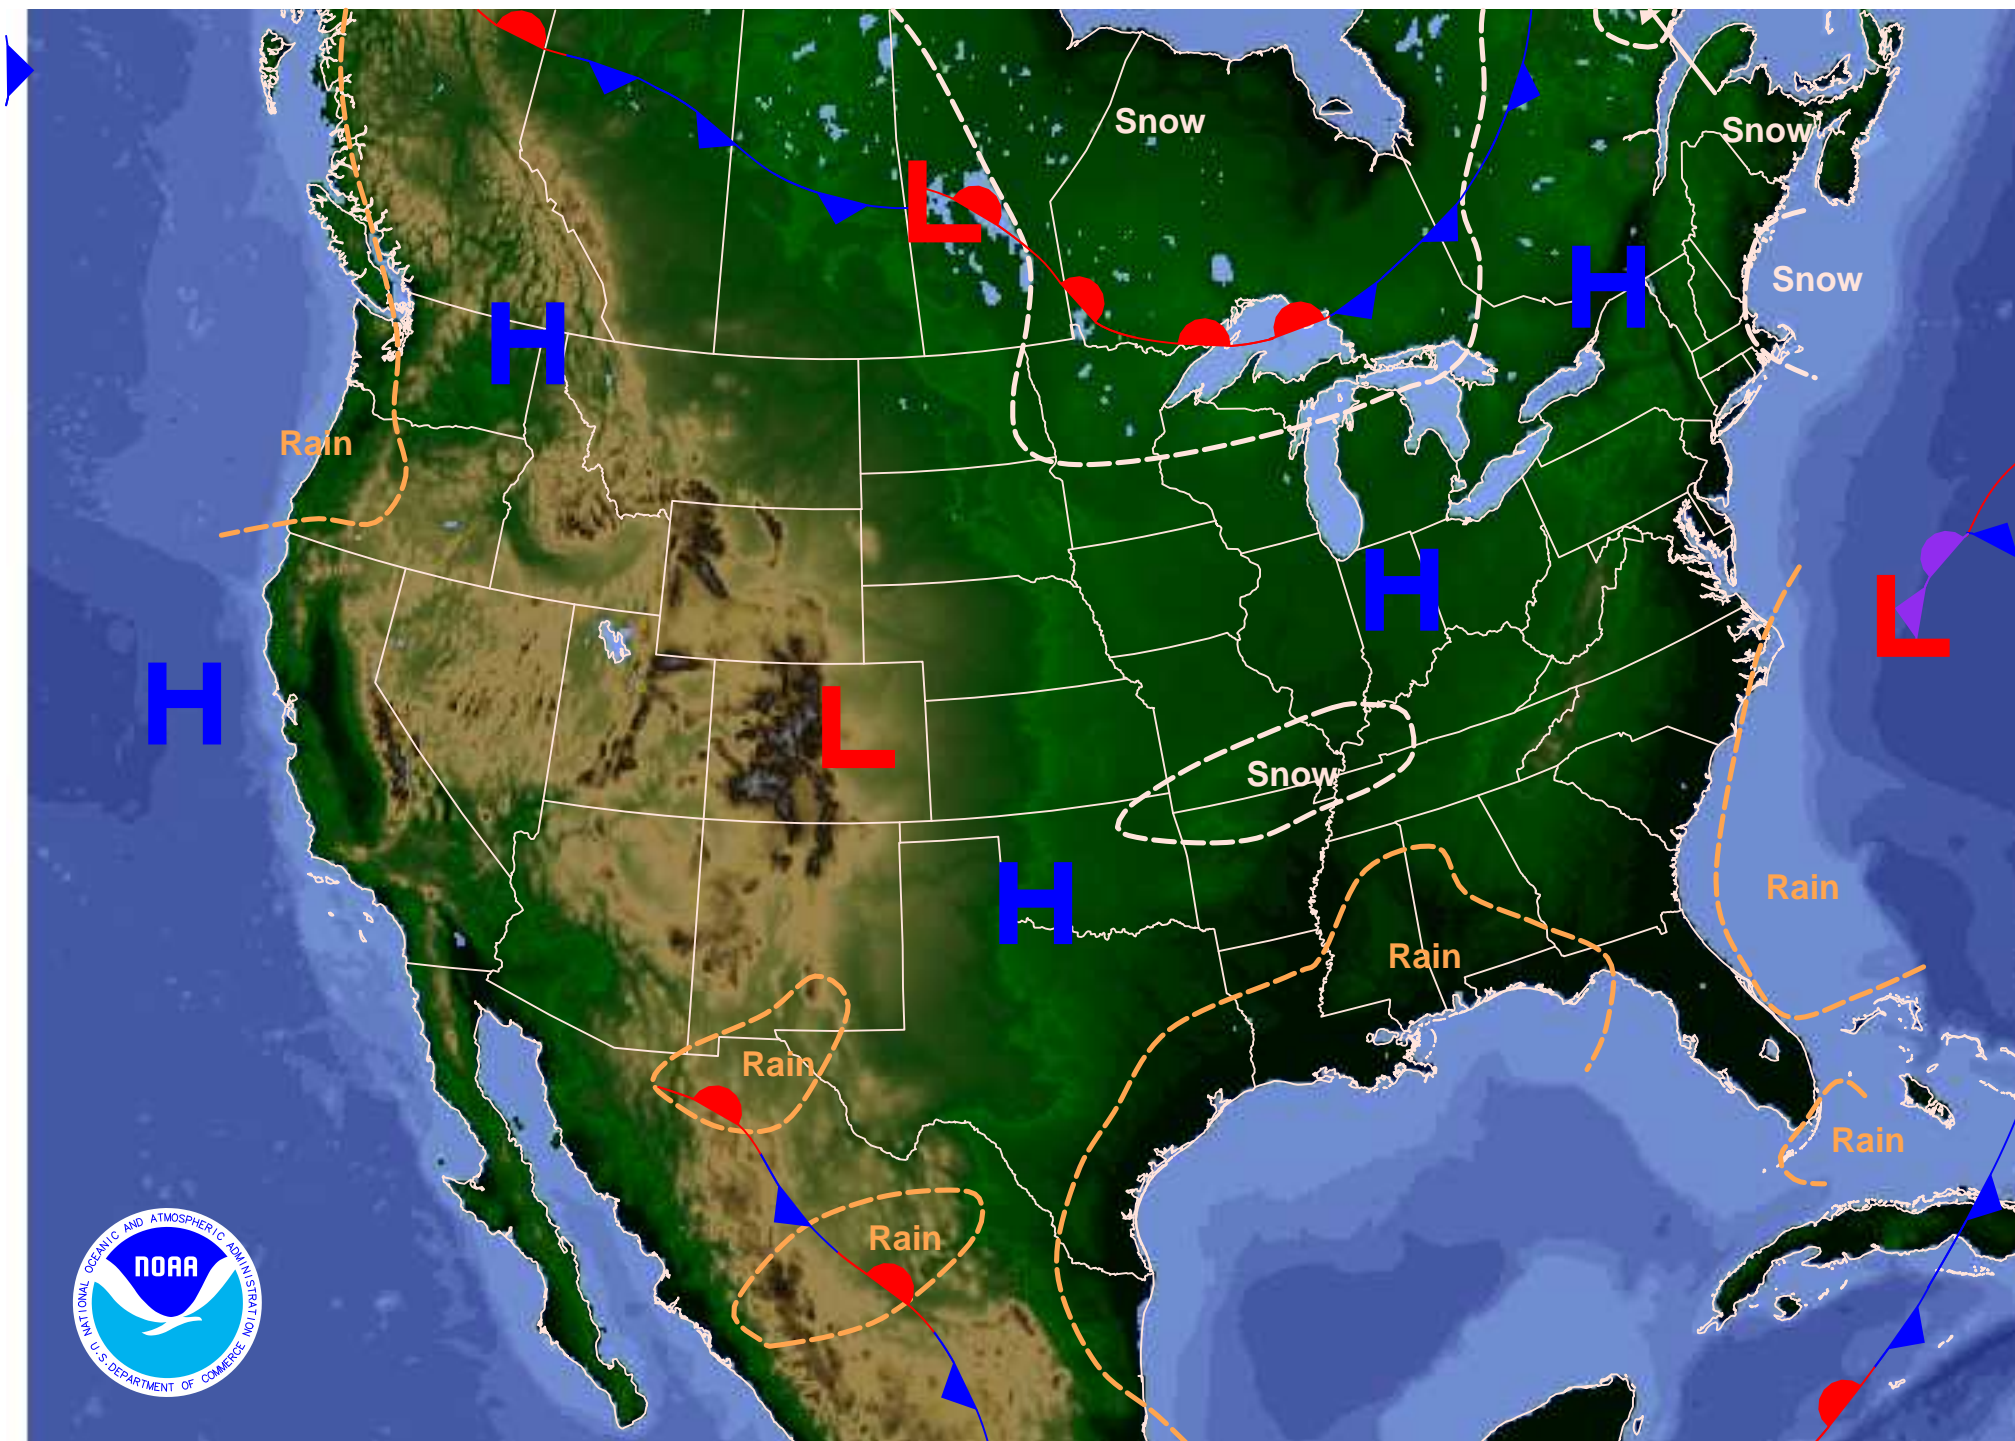 Snow
Snow
L
H
Snow
H
Rain
H
L
H
L
Snow
H
Rain
Rain
Rain
Rain
Rain
NATIONAL OCEANIC AND ATMOSPHERIC ADMINISTRATION
NOAA
U.S. DEPARTMENT OF COMMERCE